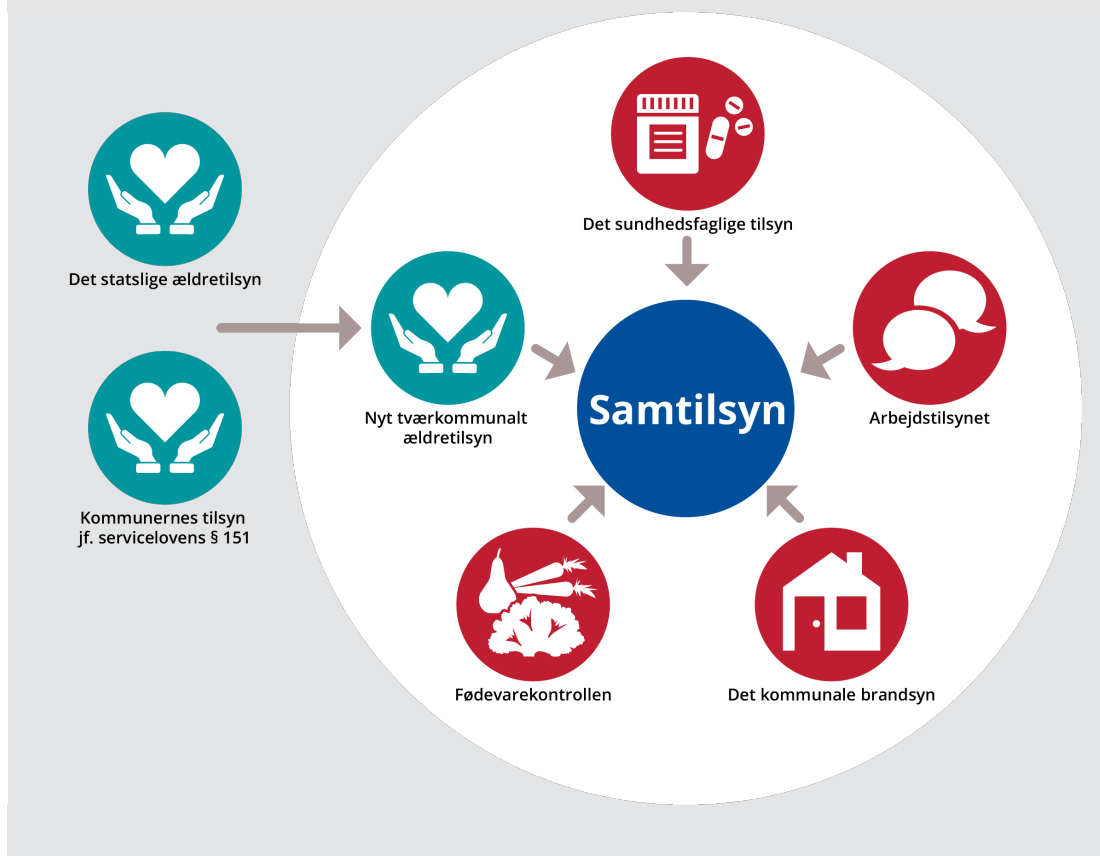 Det sundhedsfaglige tilsyn
Det statslige ældretilsyn
Nyt tværkommunalt
ældretilsyn
Samtilsyn
Arbejdstilsynet
Kommunernes tilsyn
jf. servicelovens § 151
Fødevarekontrollen
Det kommunale brandsyn